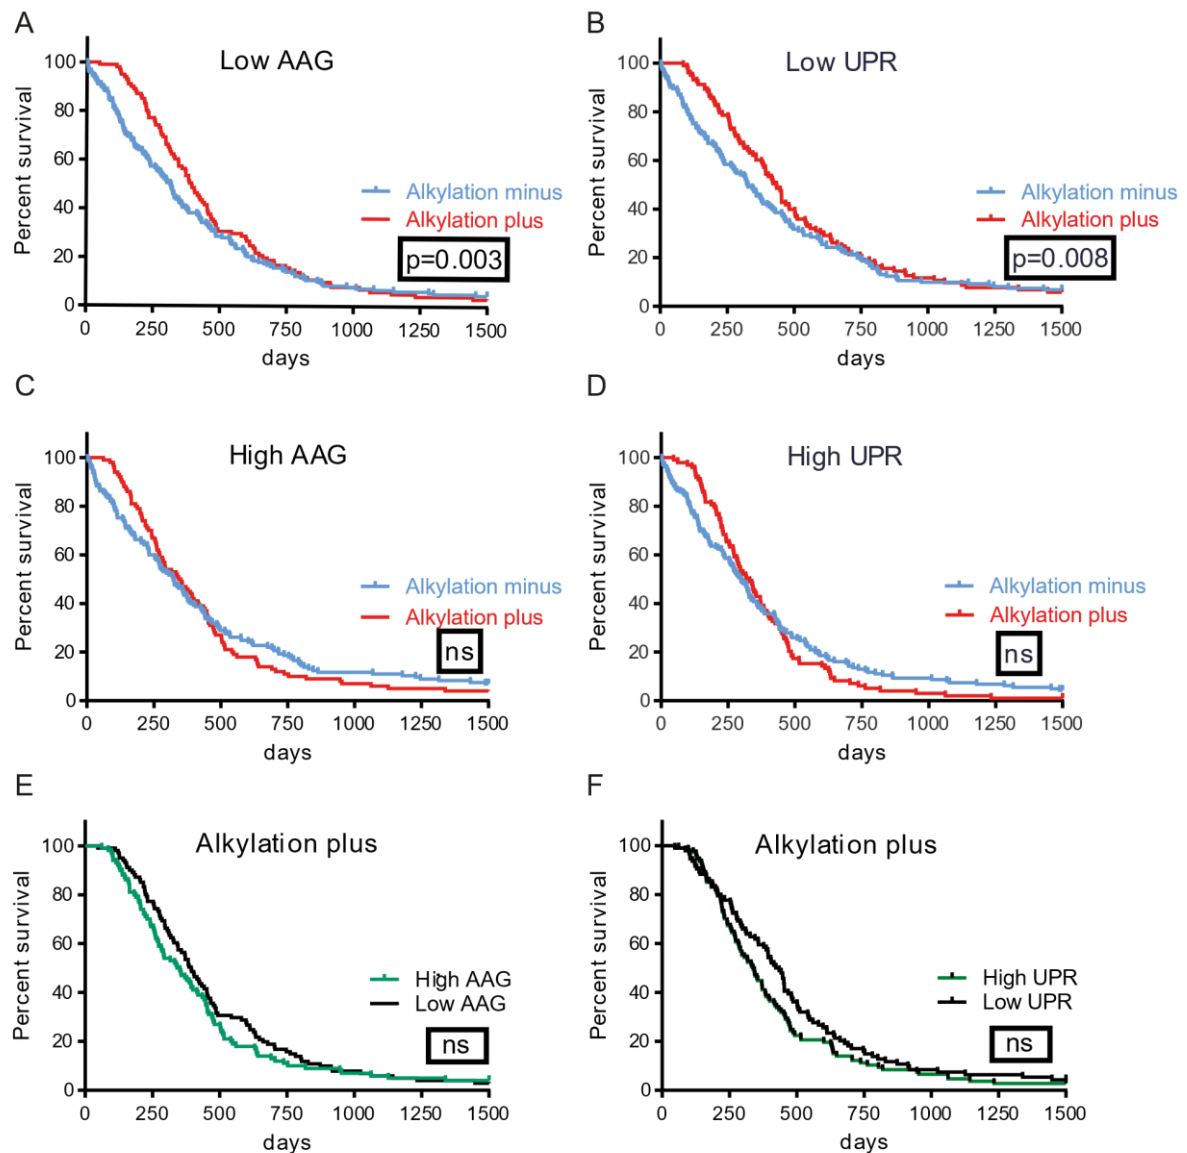 A
Low AAG
Percent survival
100
80
60
40
20
0
Alkylation minus
Alkylation plus
p=0.003
0 250 500 750 1000 1250 1500
days
B
Low UPR
Percent survival
100
80
60
40
20
0
Alkylation minus
Alkylation plus
p=0.008
0 250 500 750 1000 1250 1500
days
C
High AAG
Percent survival
100
80
60
40
20
0
Alkylation minus
Alkylation plus
ns
0 250 500 750 1000 1250 1500
days
D
High UPR
Percent survival
100
80
60
40
20
0
Alkylation minus
Alkylation plus
ns
0 250 500 750 1000 1250 1500
days
E
Alkylation plus
Percent survival
100
80
60
40
20
0
High AAG
Low AAG
ns
0 250 500 750 1000 1250 1500
days
F
Alkylation plus
Percent survival
100
80
60
40
20
0
High UPR
Low UPR
ns
0 250 500 750 1000 1250 1500
days